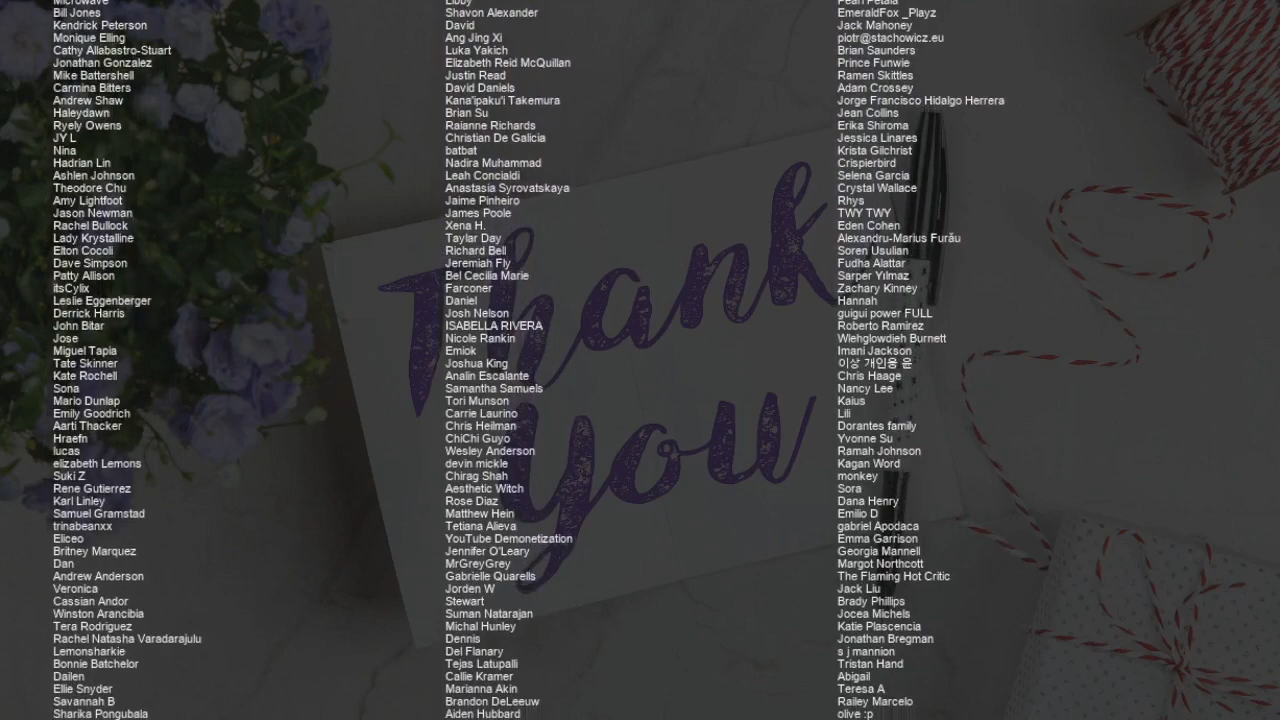 Microwave
Bill Jones
Kendrick Peterson
Monique Elling
Cathy Allabastro-Stuart
Jonathan Gonzalez
Mike Battershell
Carmina Bitters
Andrew Shaw
Haleydawn
Ryely Owens
JY L
Nina
Hadrian Lin
Ashlen Johnson
Theodore Chu
Amy Lightfoot
Jason Newman
Rachel Bullock
Lady Krystalline
Elton Cocoli
Dave Simpson
Patty Allison
itsCylix
Leslie Eggenberger
Derrick Harris
John Bitar
Jose
Miguel Tapia
Tate Skinner
Kate Rochell
Sona
Mario Dunlap
Emily Goodrich
Aarti Thacker
Hraefn
lucas
elizabeth Lemons
Suki Z
Rene Gutierrez
Karl Linley
Samuel Gramstad
trinabeanxx
Eliceo
Britney Marquez
Dan
Andrew Anderson
Veronica
Cassian Andor
Winston Arancibia
Tera Rodriguez
Rachel Natasha Varadarajulu
Lemonsharkie
Bonnie Batchelor
Dailen
Ellie Snyder
Savannah B
Sharika Pongubala
Libby
Shavon Alexander
David
Ang Jing Xi
Luka Yakich
Elizabeth Reid McQuillan
Justin Read
David Daniels
Kana'ipaku'i Takemura
Brian Su
Raianne Richards
Christian De Galicia
batbat
Nadira Muhammad
Leah Concialdi
Anastasia Syrovatskaya
Jaime Pinheiro
James Poole
Xena H.
Taylar Day
Richard Bell
Jeremiah Fly
Bel Cecilia Marie
Farconer
Daniel
Josh Nelson
ISABELLA RIVERA
Nicole Rankin
Emiok
Joshua King
Analin Escalante
Samantha Samuels
Tori Munson
Carrie Laurino
Chris Heilman
ChiChi Guyo
Wesley Anderson
devin mickle
Chirag Shah
Aesthetic Witch
Rose Diaz
Matthew Hein
Tetiana Alieva
YouTube Demonetization
Jennifer O'Leary
MrGreyGrey
Gabrielle Quarells
Jorden W
Stewart
Suman Natarajan
Michal Hunley
Dennis
Del Flanary
Tejas Latupalli
Callie Kramer
Marianna Akin
Brandon DeLeeuw
Aiden Hubbard
Pearl Petala
EmeraldFox _Playz
Jack Mahoney
piotr@stachowicz.eu
Brian Saunders
Prince Funwie
Ramen Skittles
Adam Crossey
Jorge Francisco Hidalgo Herrera
Jean Collins
Erika Shiroma
Jessica Linares
Krista Gilchrist
Crispierbird
Selena Garcia
Crystal Wallace
Rhys
TWY TWY
Eden Cohen
Alexandru-Marius Furău
Soren Usulian
Fudha Alattar
Sarper Yılmaz
Zachary Kinney
Hannah
guigui power FULL
Roberto Ramirez
Wlehglowdieh Burnett
Imani Jackson
이상 개인용 윤
Chris Haage
Nancy Lee
Kaius
Lili
Dorantes family
Yvonne Su
Ramah Johnson
Kagan Word
monkey
Sora
Dana Henry
Emilio D
gabriel Apodaca
Emma Garrison
Georgia Mannell
Margot Northcott
The Flaming Hot Critic
Jack Liu
Brady Phillips
Jocea Michels
Katie Plascencia
Jonathan Bregman
s j mannion
Tristan Hand
Abigail
Teresa A
Railey Marcelo
olive :p
Thank
you